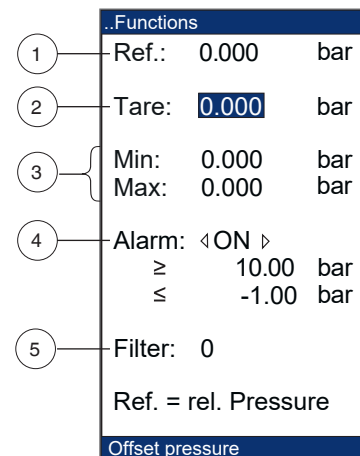 ..Functions
1 Ref.: 0.000 bar
2 Tare: 0.000 bar
3 Min: 0.000 bar
Max: 0.000 bar
4 Alarm: ◁ ON ▷
≥ 10.00 bar
≤ -1.00 bar
5 Filter: 0
Ref. = rel. Pressure
Offset pressure